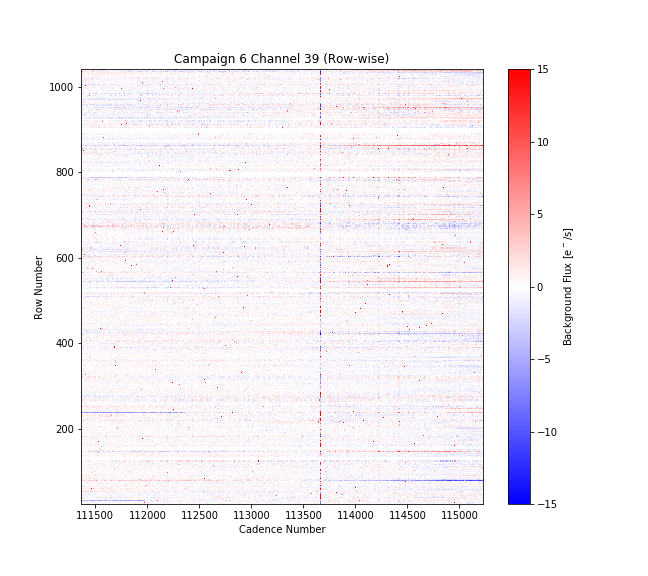 Campaign 6 Channel 39 (Row-wise)
1000
800
600
400
200
Row Number
111500 112000 112500 113000 113500 114000 114500 115000
Cadence Number
15
10
5
0
−5
−10
−15
Background Flux [e⁻/s]